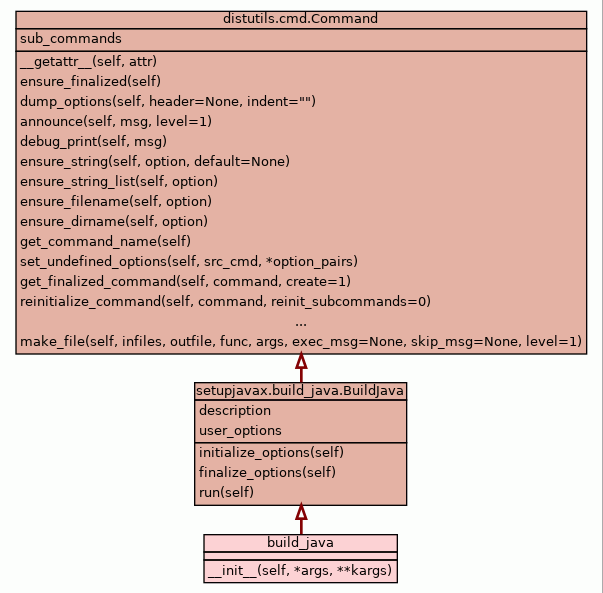 distutils.cmd.Command
sub_commands
__getattr__(self, attr)
ensure_finalized(self)
dump_options(self, header=None, indent="")
announce(self, msg, level=1)
debug_print(self, msg)
ensure_string(self, option, default=None)
ensure_string_list(self, option)
ensure_filename(self, option)
ensure_dirname(self, option)
get_command_name(self)
set_undefined_options(self, src_cmd, *option_pairs)
get_finalized_command(self, command, create=1)
reinitialize_command(self, command, reinit_subcommands=0)
...
make_file(self, infiles, outfile, func, args, exec_msg=None, skip_msg=None, level=1)
setupjavax.build_java.BuildJava
description
user_options
initialize_options(self)
finalize_options(self)
run(self)
build_java
__init__(self, *args, **kargs)